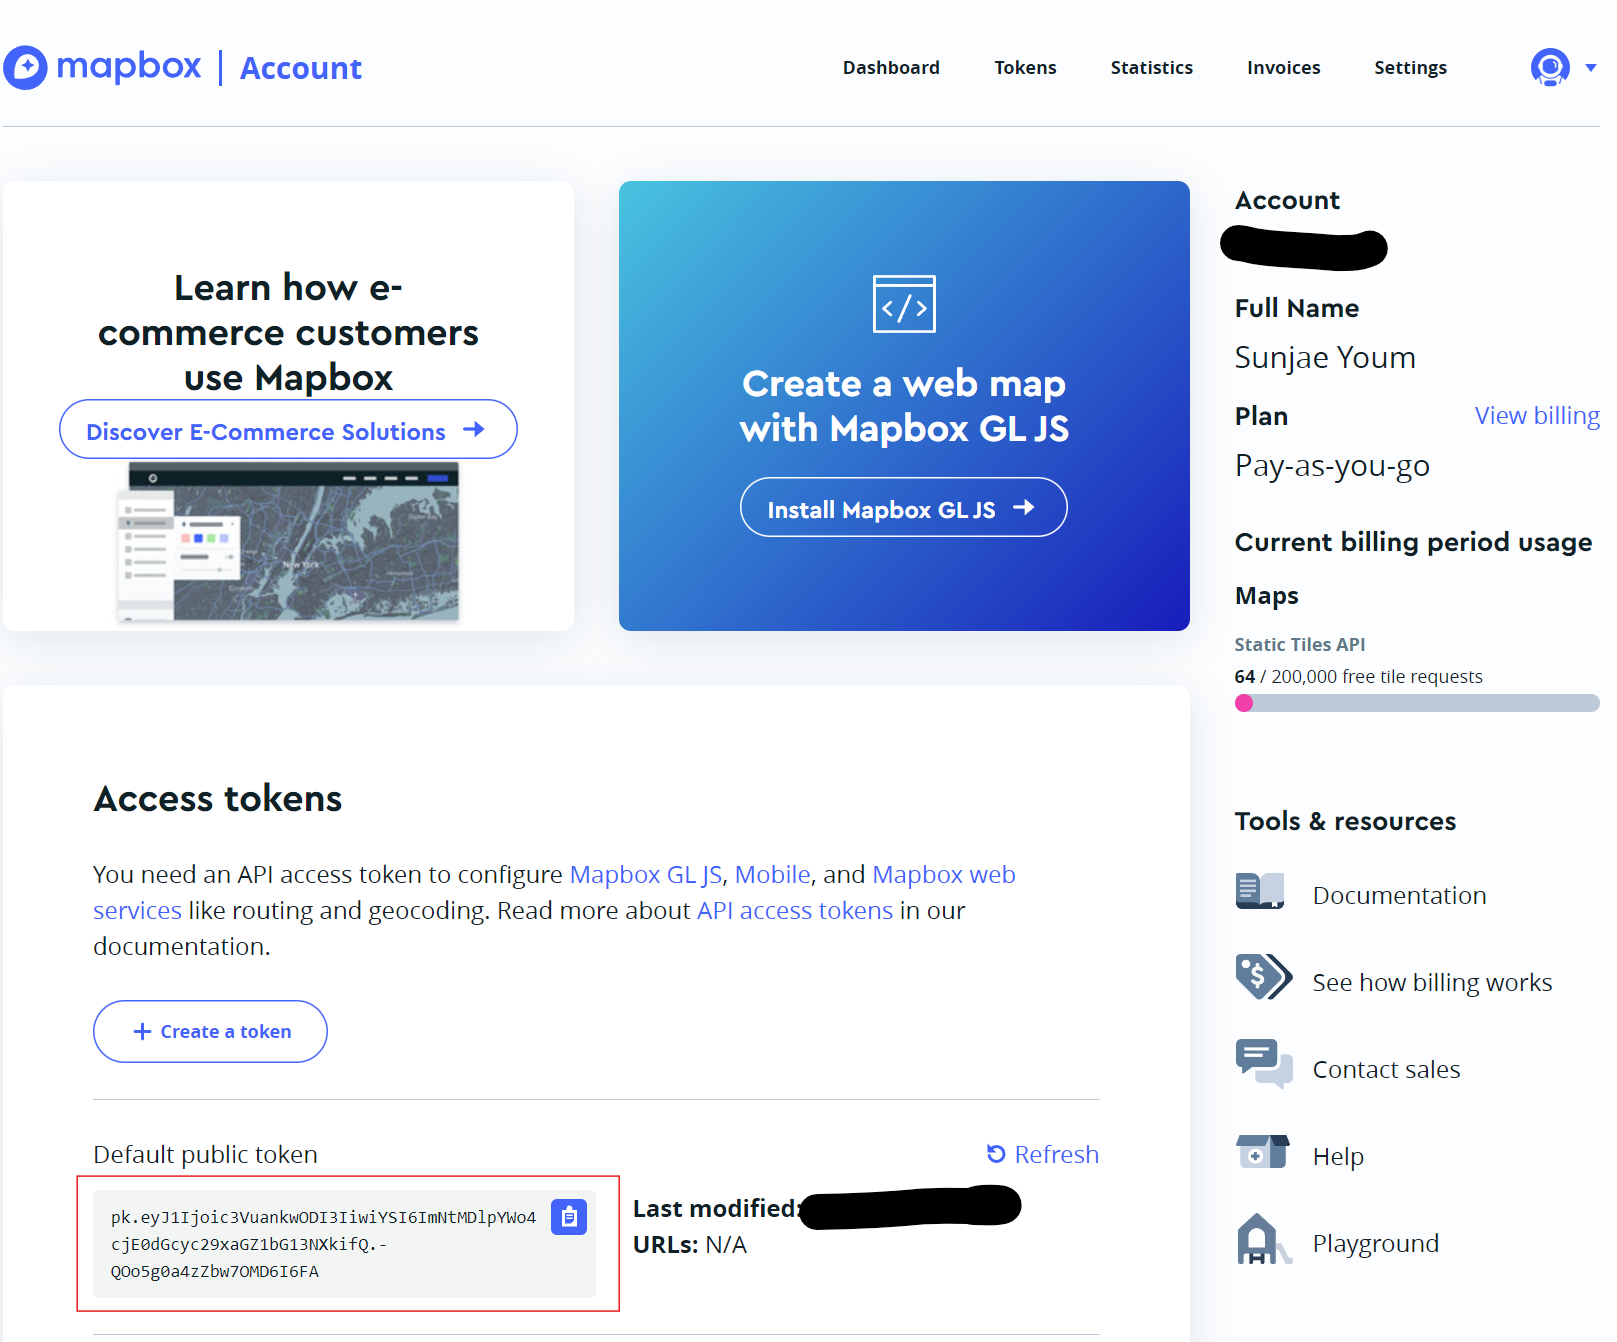 mapbox | Account
Dashboard
Tokens
Statistics
Invoices
Settings
Learn how e-
commerce customers
use Mapbox
Discover E-Commerce Solutions
New York
</>
Create a web map
with Mapbox GL JS
Install Mapbox GL JS
Account
Full Name
Sunjae Youm
Plan
View billing
Pay-as-you-go
Current billing period usage
Maps
Static Tiles API
64 / 200,000 free tile requests
Access tokens
You need an API access token to configure Mapbox GL JS, Mobile, and Mapbox web
services like routing and geocoding. Read more about API access tokens in our
documentation.
+ Create a token
Default public token
Refresh
pk.eyJ1Ijoic3VuankwODI3IiwiYSI6ImNtMDlpYWo4
cjE0dGcyc29xaGZ1bG13NXkifQ.-
QOo5g0a4zZbw7OMD6I6FA
Last modified:
URLs: N/A
Tools & resources
Documentation
See how billing works
Contact sales
Help
Playground